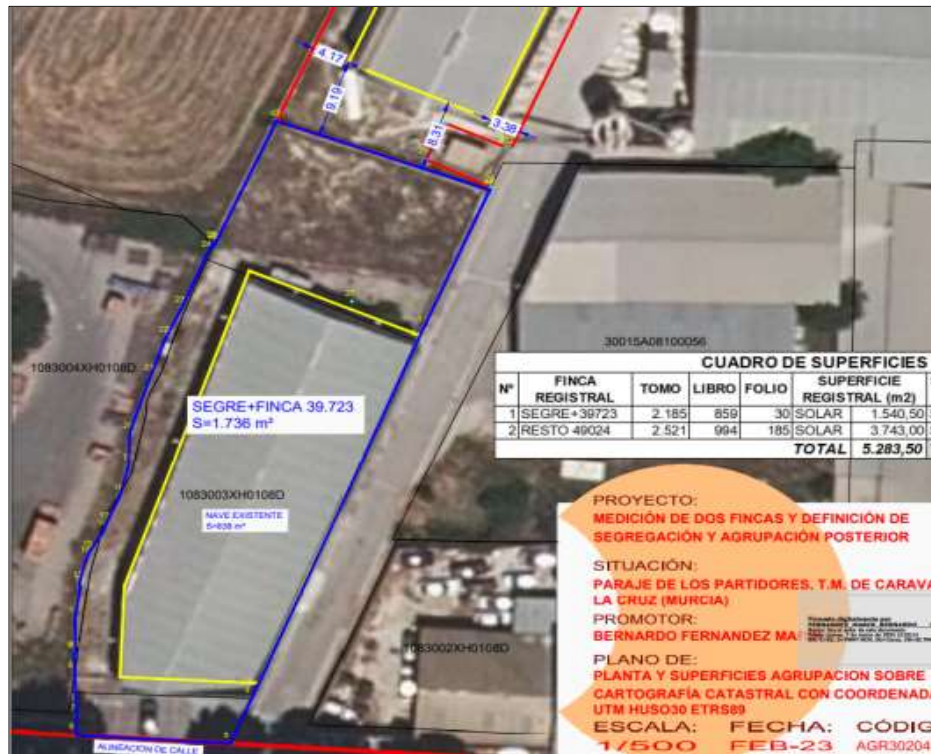 4.17
9.19
8.31
3.38
30015A08100056
1083004XH0108D
SEGRE+FINCA 39.723
S=1.736 m²
1083003XH0108D
NAVE EXISTENTE
1083002XH0108D
ALINEACION DE CALLE
CUADRO DE SUPERFICIES
Nº FINCA REGISTRAL TOMO LIBRO FOLIO SUPERFICIE REGISTRAL (m2)
1 SEGRE+39723 2.185 859 30 SOLAR 1.540,50
2 RESTO 49024 2.521 994 185 SOLAR 3.743,00
TOTAL 5.283,50
PROYECTO:
MEDICIÓN DE DOS FINCAS Y DEFINICIÓN DE
SEGREGACIÓN Y AGRUPACIÓN POSTERIOR
SITUACIÓN:
PARAJE DE LOS PARTIDORES. T.M. DE CARAVA
LA CRUZ (MURCIA)
PROMOTOR:
BERNARDO FERNANDEZ MA
PLANO DE:
PLANTA Y SUPERFICIES AGRUPACION SOBRE
CARTOGRAFÍA CATASTRAL CON COORDENADA
UTM HUSO30 ETRS89
ESCALA: FECHA: CÓDIG
1/500 FEB-23 AGR30204